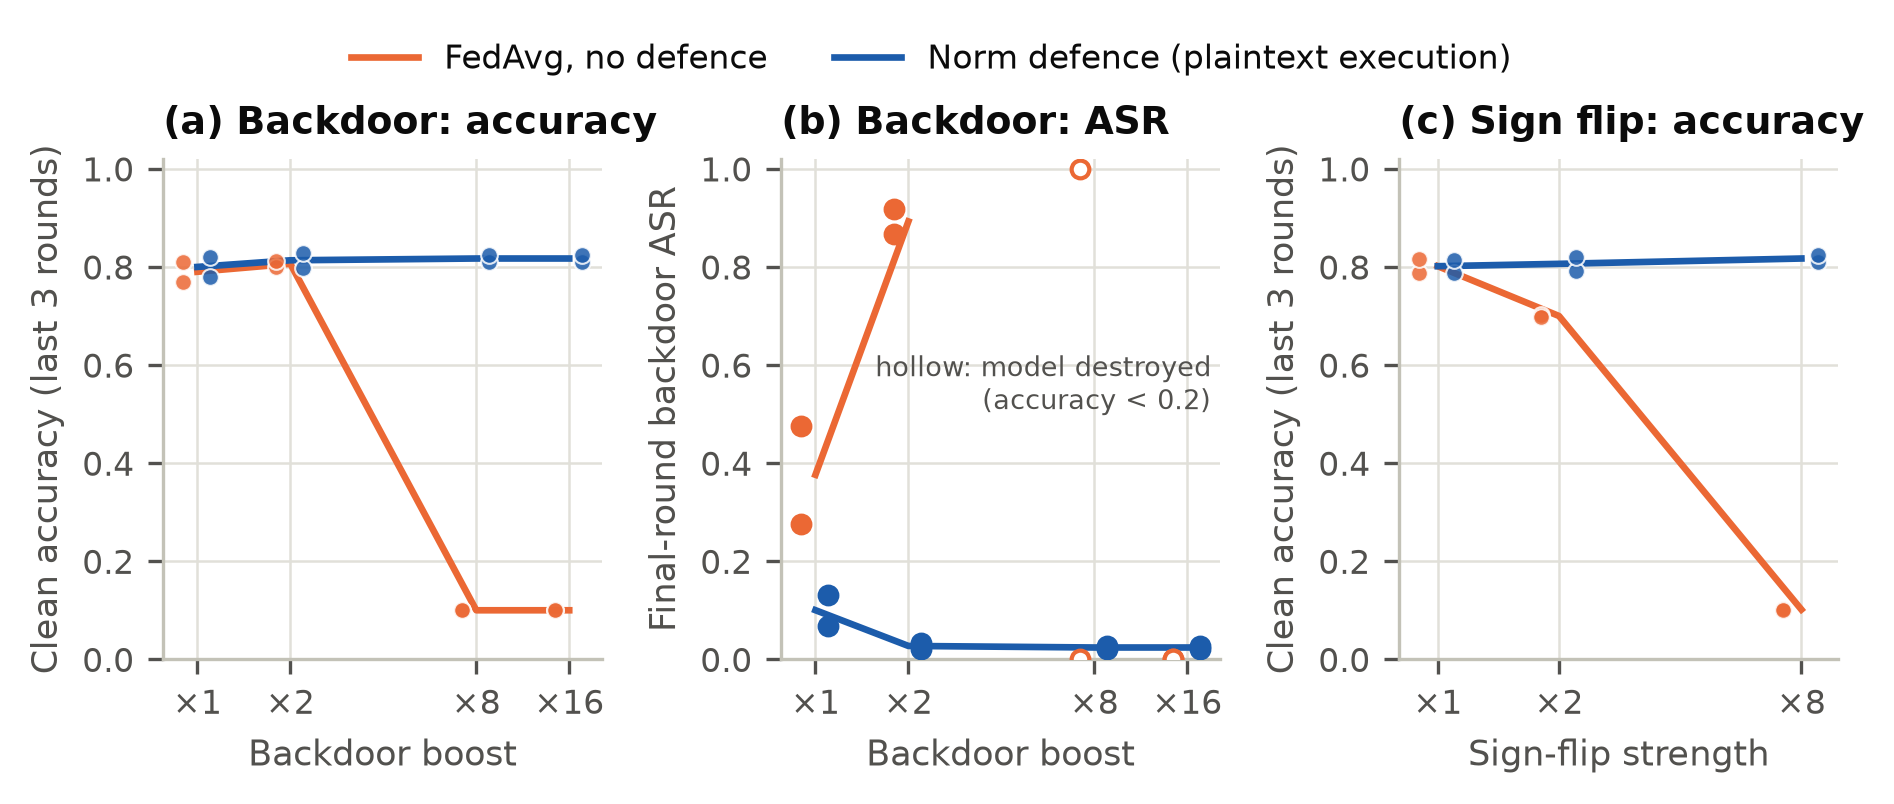 FedAvg, no defence
Norm defence (plaintext execution)
(a) Backdoor: accuracy
Clean accuracy (last 3 rounds)
1.0
0.8
0.6
0.4
0.2
0.0
×1
×2
×8
×16
Backdoor boost
(b) Backdoor: ASR
Final-round backdoor ASR
1.0
0.8
0.6
0.4
0.2
0.0
hollow: model destroyed
(accuracy < 0.2)
×1
×2
×8
×16
Backdoor boost
(c) Sign flip: accuracy
Clean accuracy (last 3 rounds)
1.0
0.8
0.6
0.4
0.2
0.0
×1
×2
×8
Sign-flip strength